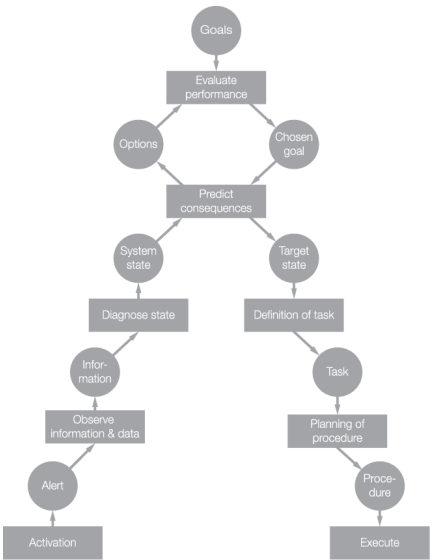 Goals
Evaluate
performance
Options
Chosen
goal
Predict
consequences
System
state
Target
state
Diagnose state
Definition of task
Infor-
mation
Task
Observe
information & data
Planning of
procedure
Alert
Proce-
dure
Activation
Execute